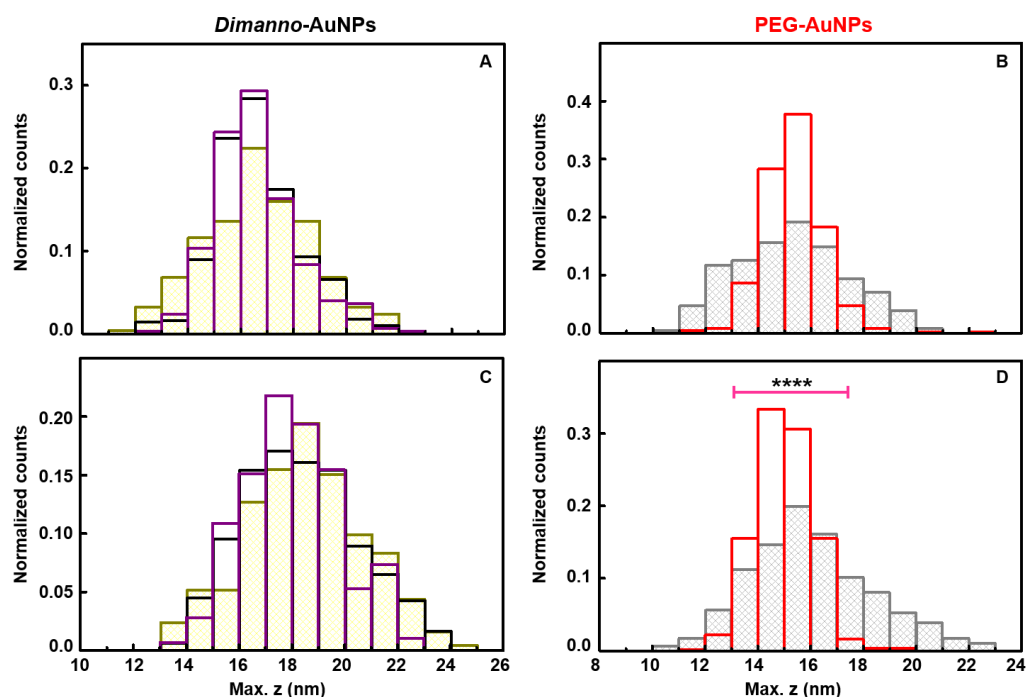 Dimanno-AuNPs
PEG-AuNPs
A
B
0.3
0.2
0.1
0.0
Normalized counts
0.4
0.3
0.2
0.1
0.0
Normalized counts
C
D
****
0.20
0.15
0.10
0.05
0.0
Normalized counts
0.3
0.2
0.1
0.0
Normalized counts
10 12 14 16 18 20 22 24 26
Max. z (nm)
8 10 12 14 16 18 20 22 24
Max. z (nm)